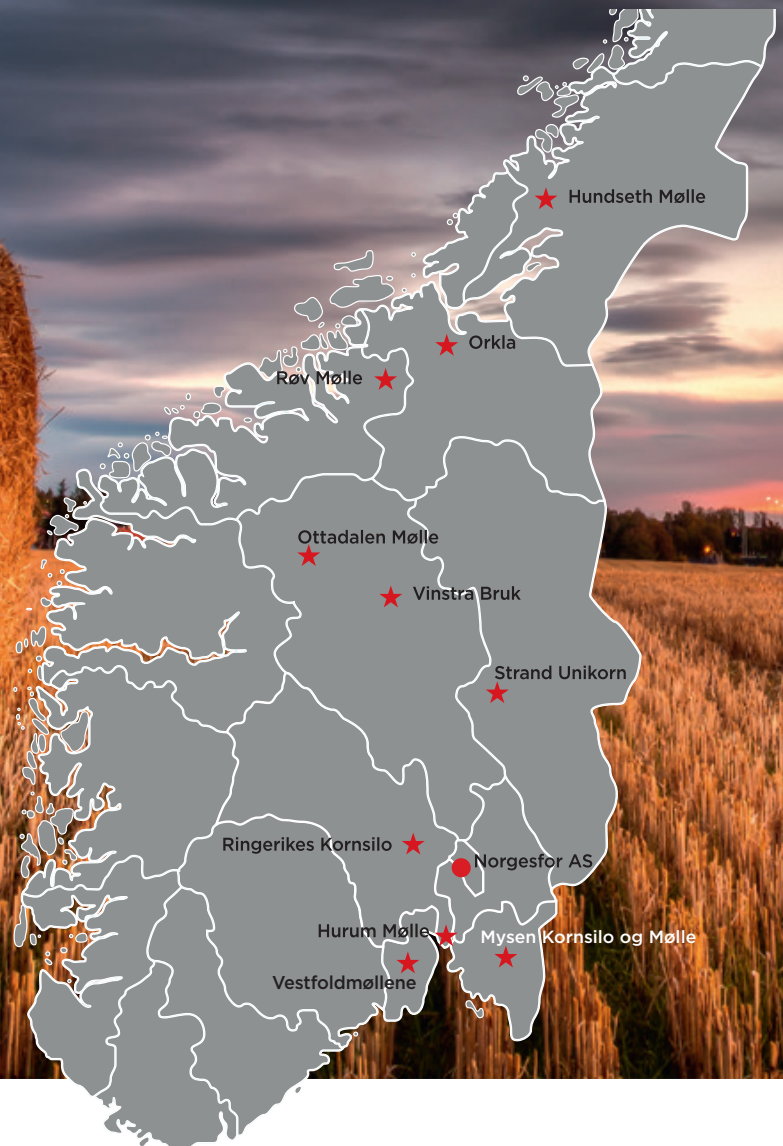 Hundseth Mølle
Orkla
Røv Mølle
Ottadalen Mølle
Vinstra Bruk
Strand Unikorn
Ringerikes Kornsilo
Norgesfor AS
Hurum Mølle
Mysen Kornsilo og Mølle
Vestfoldmøllene